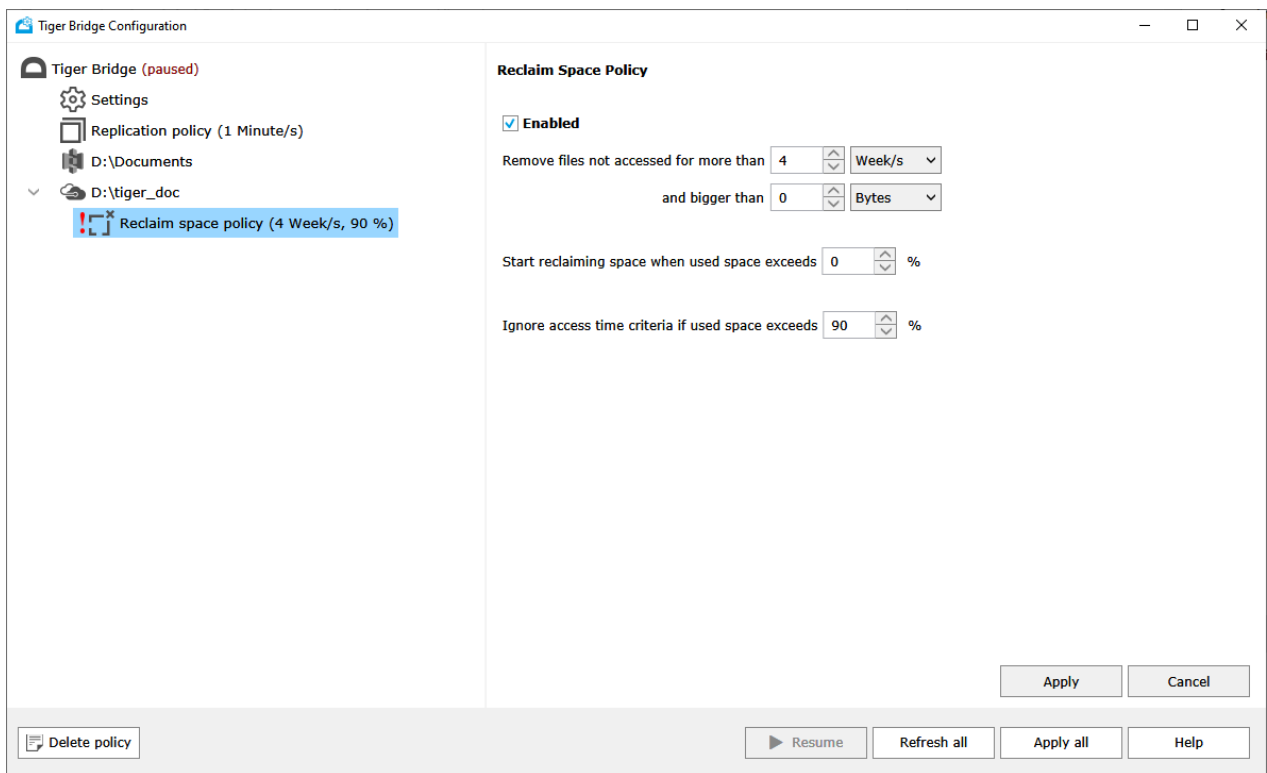 Tiger Bridge Configuration
Tiger Bridge (paused)
Settings
Replication policy (1 Minute/s)
D:\Documents
D:\tiger_doc
Reclaim space policy (4 Week/s, 90 %)
Reclaim Space Policy
Enabled
Remove files not accessed for more than 4 Week/s
and bigger than 0 Bytes
Start reclaiming space when used space exceeds 0 %
Ignore access time criteria if used space exceeds 90 %
Apply Cancel
Delete policy Resume Refresh all Apply all Help